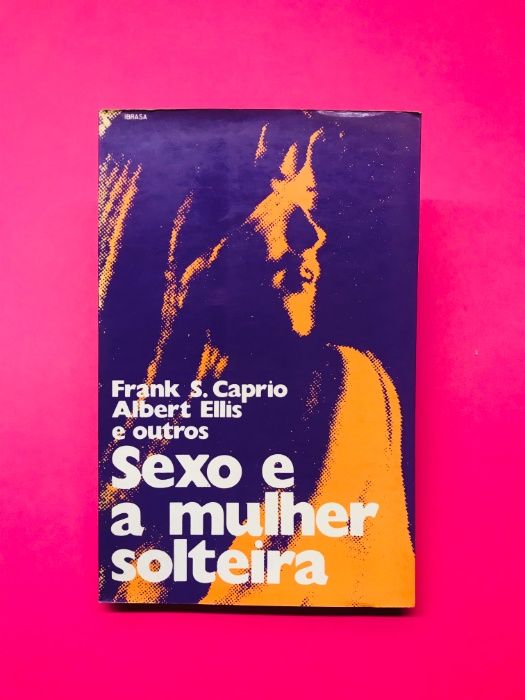 IBRASA
Frank S. Caprio
Albert Ellis
e outros
Sexo e
a mulher
solteira